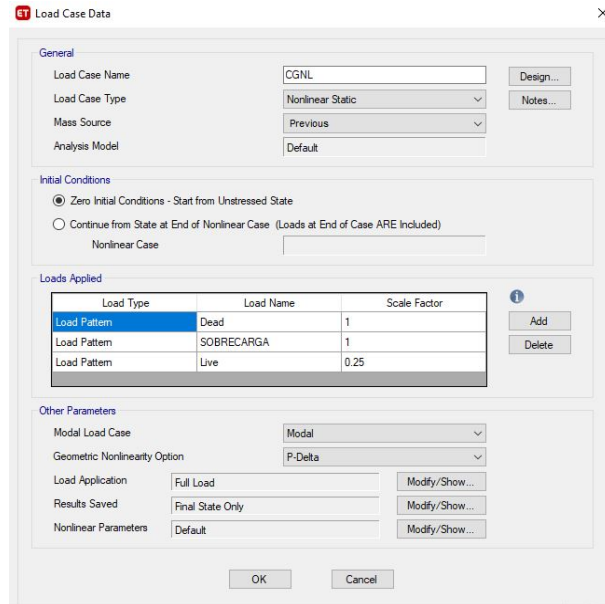 ET Load Case Data
General
Load Case Name CGNL Design...
Load Case Type Nonlinear Static Notes...
Mass Source Previous
Analysis Model Default
Initial Conditions
Zero Initial Conditions - Start from Unstressed State
Continue from State at End of Nonlinear Case (Loads at End of Case ARE Included)
Nonlinear Case
Loads Applied
Load Type Load Name Scale Factor
Load Pattern Dead 1 Add
Load Pattern SOBRECARGA 1 Delete
Load Pattern Live 0.25
Other Parameters
Modal Load Case Modal
Geometric Nonlinearity Option P-Delta
Load Application Full Load Modify/Show...
Results Saved Final State Only Modify/Show...
Nonlinear Parameters Default Modify/Show...
OK Cancel